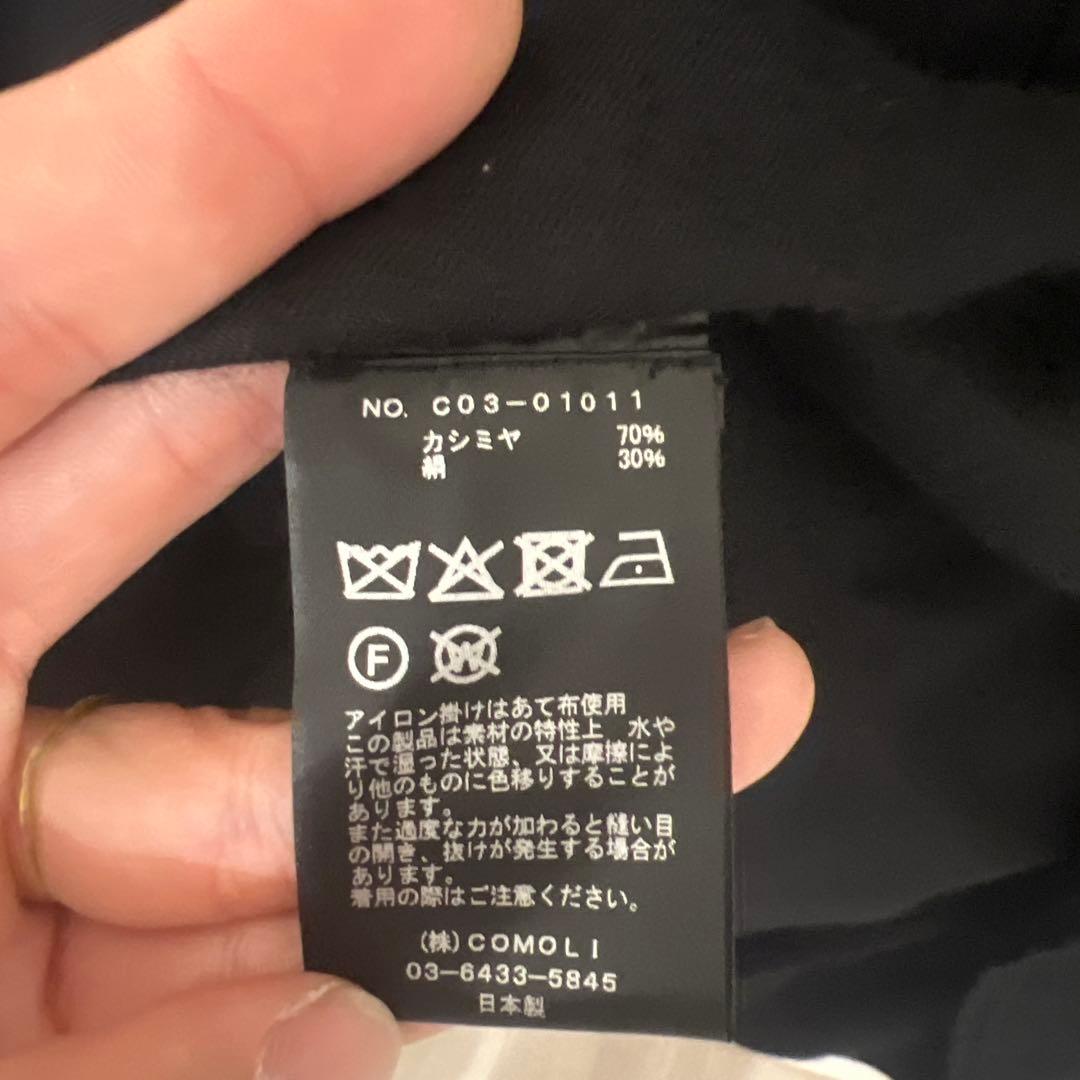 NO. C03-01011
カシミヤ 70%
絹 30%
F
W
アイロン掛けはあて布使用
この製品は素材の特性上 水や
汗で湿った状態、又は摩擦によ
り他のものに色移りすることが
あります。
また過度な力が加わると縫い目
の開き、抜けが発生する場合が
あります。
着用の際はご注意ください。
(株)COMOLI
03-6433-5845
日本製